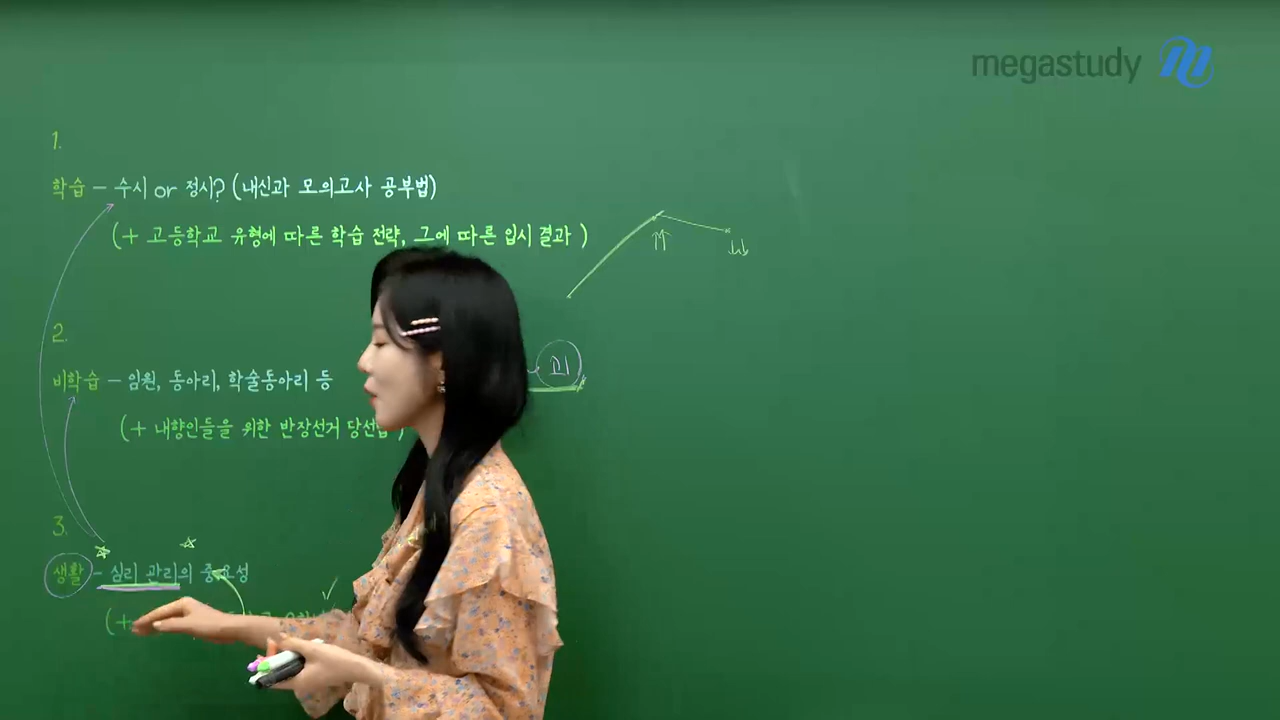 megastudy
1.
학습 - 수시 or 정시? (내신과 모의고사 공부법)
(+ 고등학교 유형에 따른 학습 전략, 그에 따른 입시 결과 )
↑↑
↓↓
2.
비학습 - 임원, 동아리, 학술동아리 등
고1
(+ 내향인들을 위한 반장선거 당선법 )
3.
생활 - 심리 관리의 중요성
(+